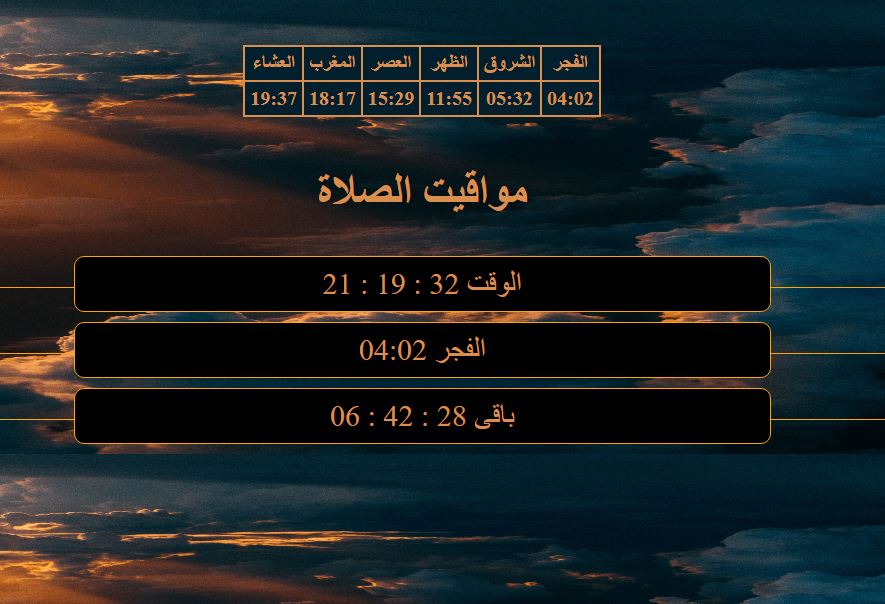 الفجر الشروق الظهر العصر المغرب العشاء
04:02 05:32 11:55 15:29 18:17 19:37
مواقيت الصلاة
الوقت 32 : 19 : 21
الفجر 04:02
باقى 28 : 42 : 06